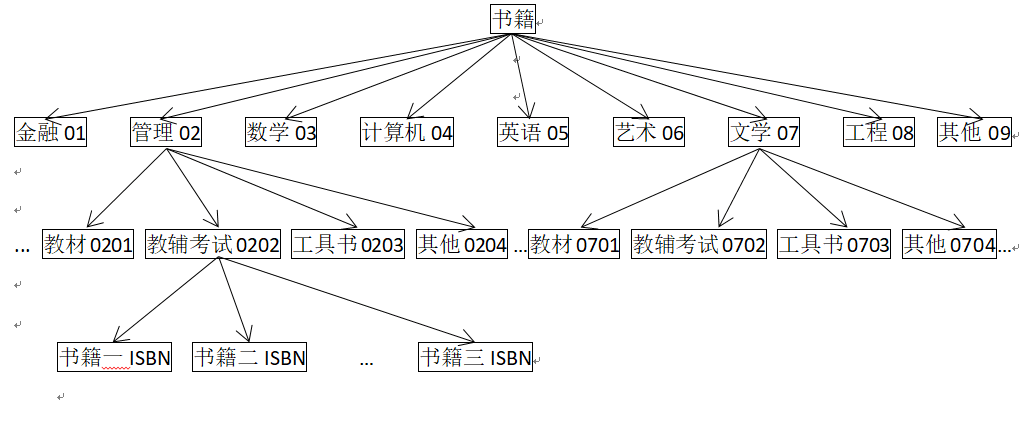 书籍
金融 01 管理 02 数学 03 计算机 04 英语 05 艺术 06 文学 07 工程 08 其他 09
... 教材 0201 教辅考试 0202 工具书 0203 其他 0204 ... 教材 0701 教辅考试 0702 工具书 0703 其他 0704 ...
书籍一 ISBN 书籍二 ISBN ... 书籍三 ISBN